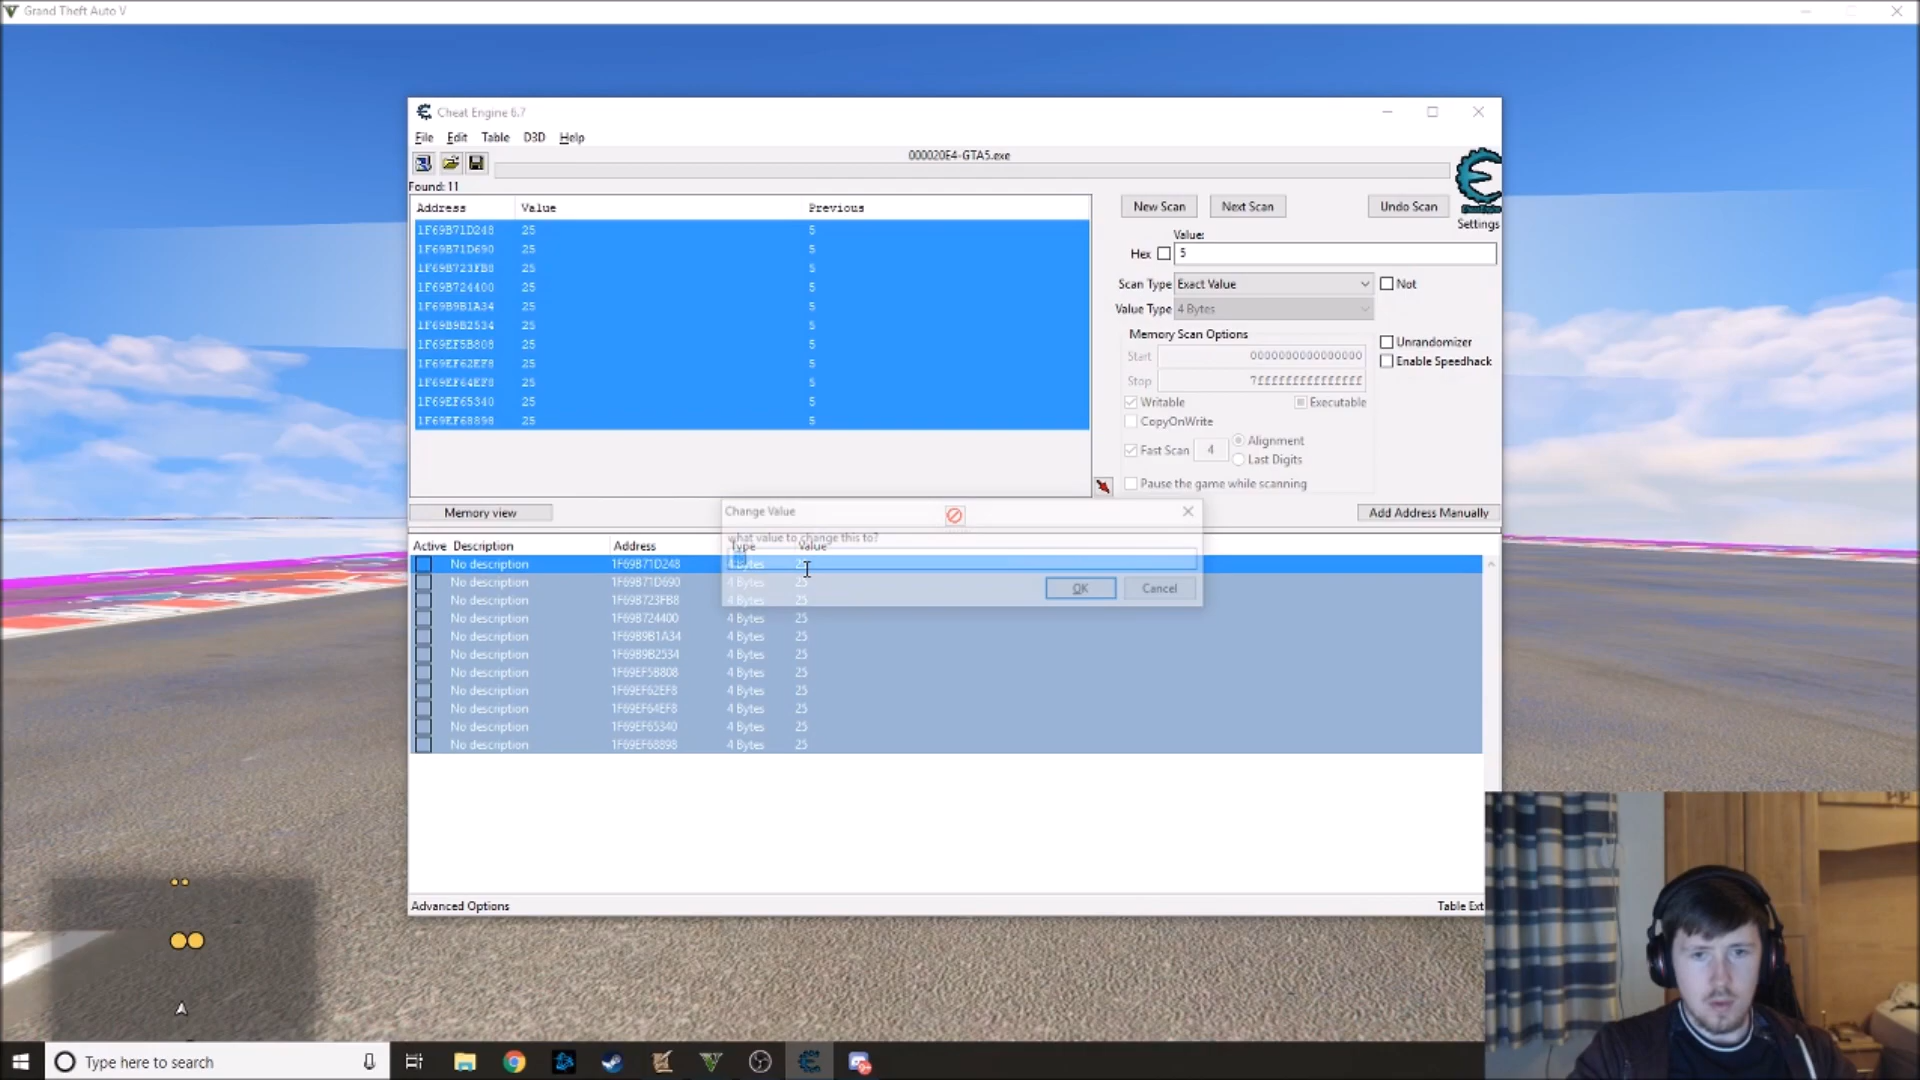 Grand Theft Auto V
Cheat Engine 6.7
File Edit Table D3D Help
000020E4-GTA5.exe
Found: 11
Address Value Previous
1F69B71D248 25 5
1F69B71D690 25 5
1F69B723FB8 25 5
1F69B724400 25 5
1F69B9B1A34 25 5
1F69B9B2534 25 5
1F69EF5B808 25 5
1F69EF62EF8 25 5
1F69EF64EF8 25 5
1F69EF65340 25 5
1F69EF68898 25 5
New Scan Next Scan Undo Scan
Settings
Value:
Hex 5
Scan Type Exact Value Not
Value Type 4 Bytes
Memory Scan Options
Start 0000000000000000
Stop 7fffffffffffffff
Unrandomizer
Enable Speedhack
Writable Executable
CopyOnWrite
Fast Scan 4 Alignment
Last Digits
Pause the game while scanning
Memory view
Add Address Manually
Change Value
what value to change this to?
OK Cancel
Active Description Address Type Value
No description 1F69B71D248 4 Bytes 25
No description 1F69B71D690 4 Bytes 25
No description 1F69B723FB8 4 Bytes 25
No description 1F69B724400 4 Bytes 25
No description 1F69B9B1A34 4 Bytes 25
No description 1F69B9B2534 4 Bytes 25
No description 1F69EF5B808 4 Bytes 25
No description 1F69EF62EF8 4 Bytes 25
No description 1F69EF64EF8 4 Bytes 25
No description 1F69EF65340 4 Bytes 25
No description 1F69EF68898 4 Bytes 25
Advanced Options
Table Ext
Type here to search